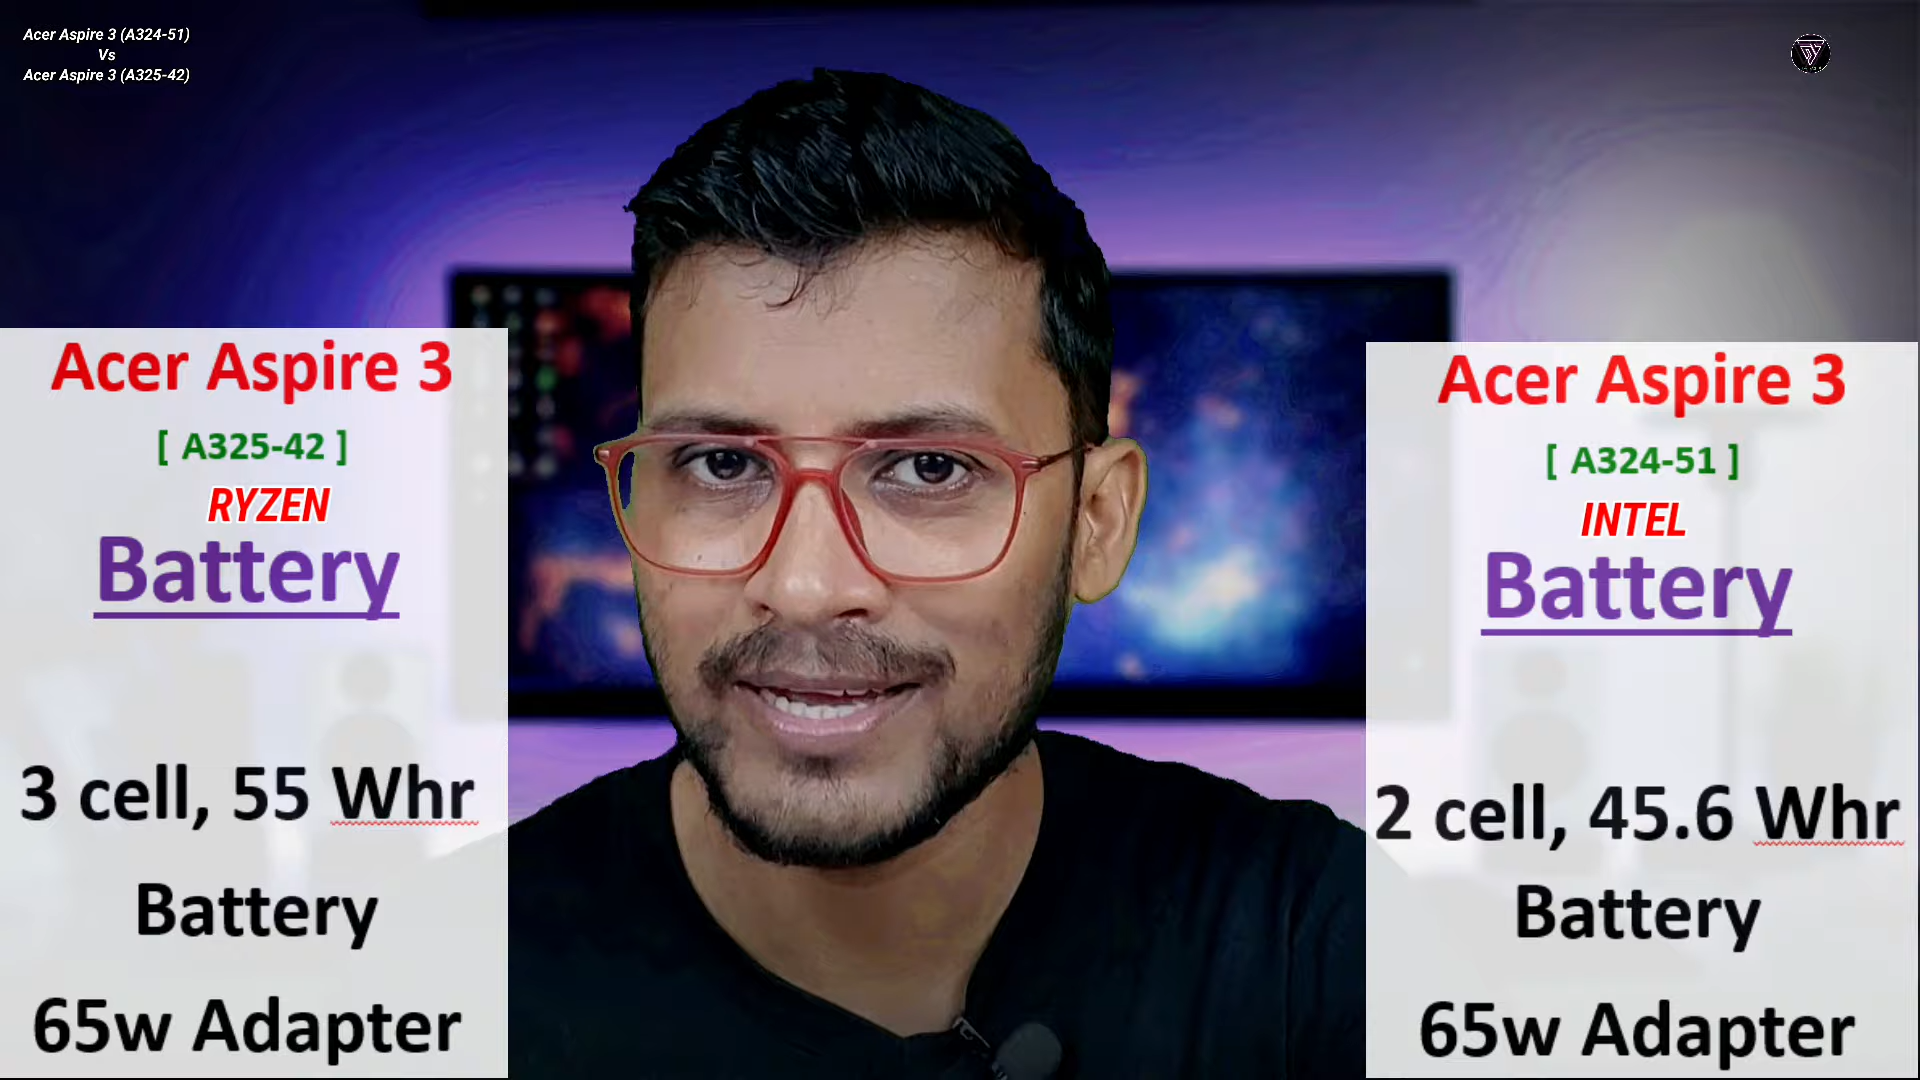 Acer Aspire 3 (A324-51)
Vs
Acer Aspire 3 (A325-42)
Acer Aspire 3
[ A325-42 ]
RYZEN
Battery
3 cell, 55 Whr
Battery
65w Adapter
Acer Aspire 3
[ A324-51 ]
INTEL
Battery
2 cell, 45.6 Whr
Battery
65w Adapter